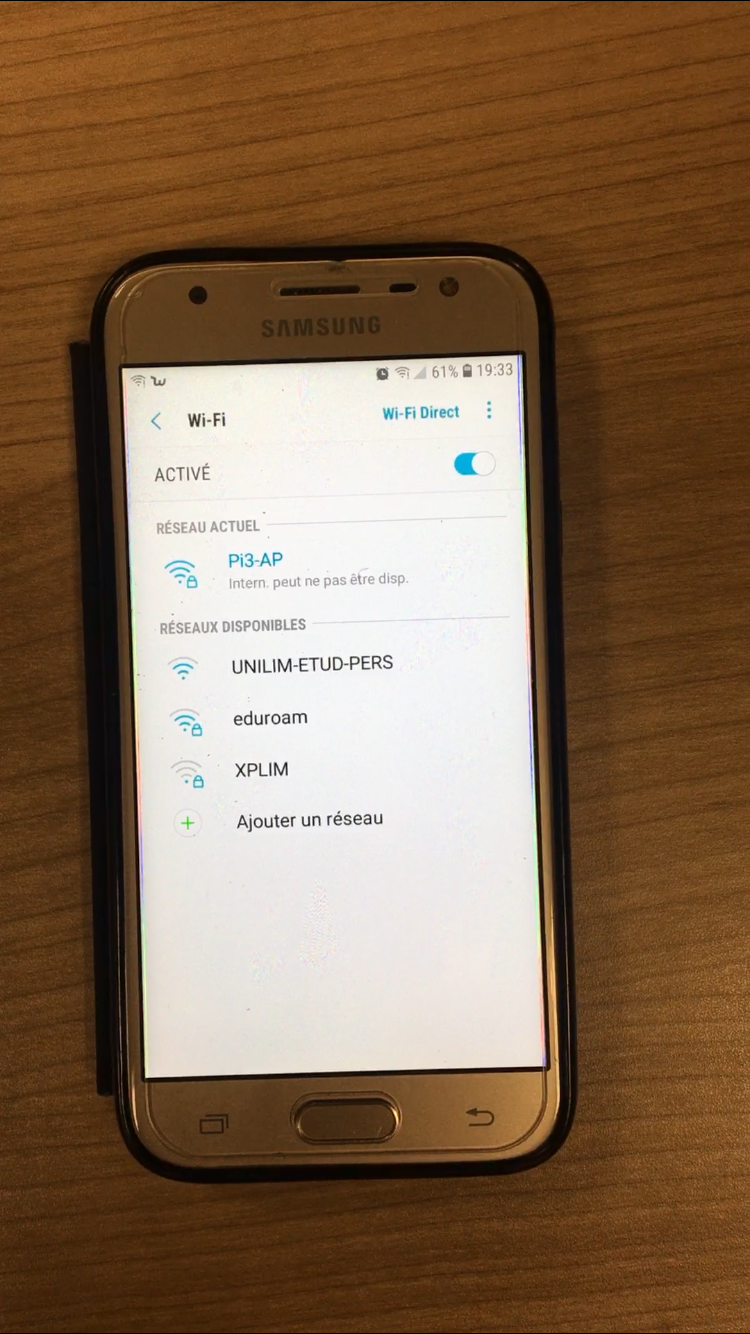 SAMSUNG
61% 19:33
Wi-Fi
Wi-Fi Direct
ACTIVÉ
RÉSEAU ACTUEL
Pi3-AP
Intern. peut ne pas être disp.
RÉSEAUX DISPONIBLES
UNILIM-ETUD-PERS
eduroam
XPLIM
Ajouter un réseau